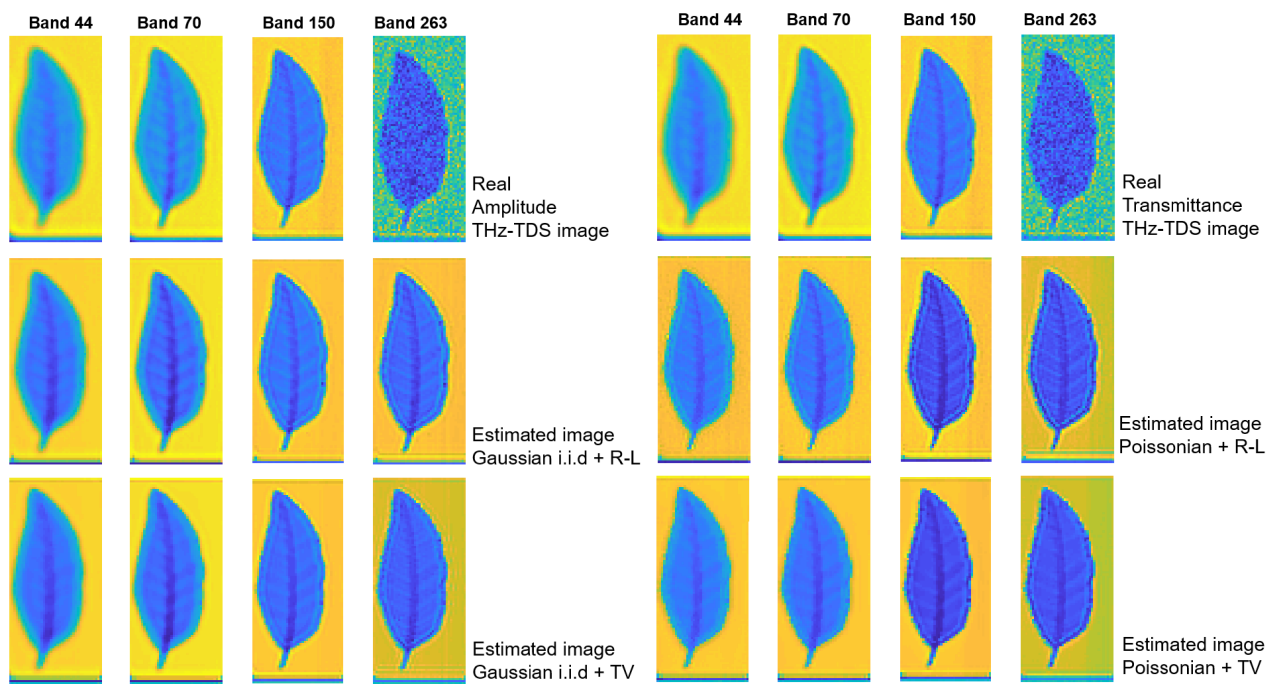 Band 44 Band 70 Band 150 Band 263
Real
Amplitude
THz-TDS image
Estimated image
Gaussian i.i.d + R-L
Estimated image
Gaussian i.i.d + TV
Band 44 Band 70 Band 150 Band 263
Real
Transmittance
THz-TDS image
Estimated image
Poissonian + R-L
Estimated image
Poissonian + TV